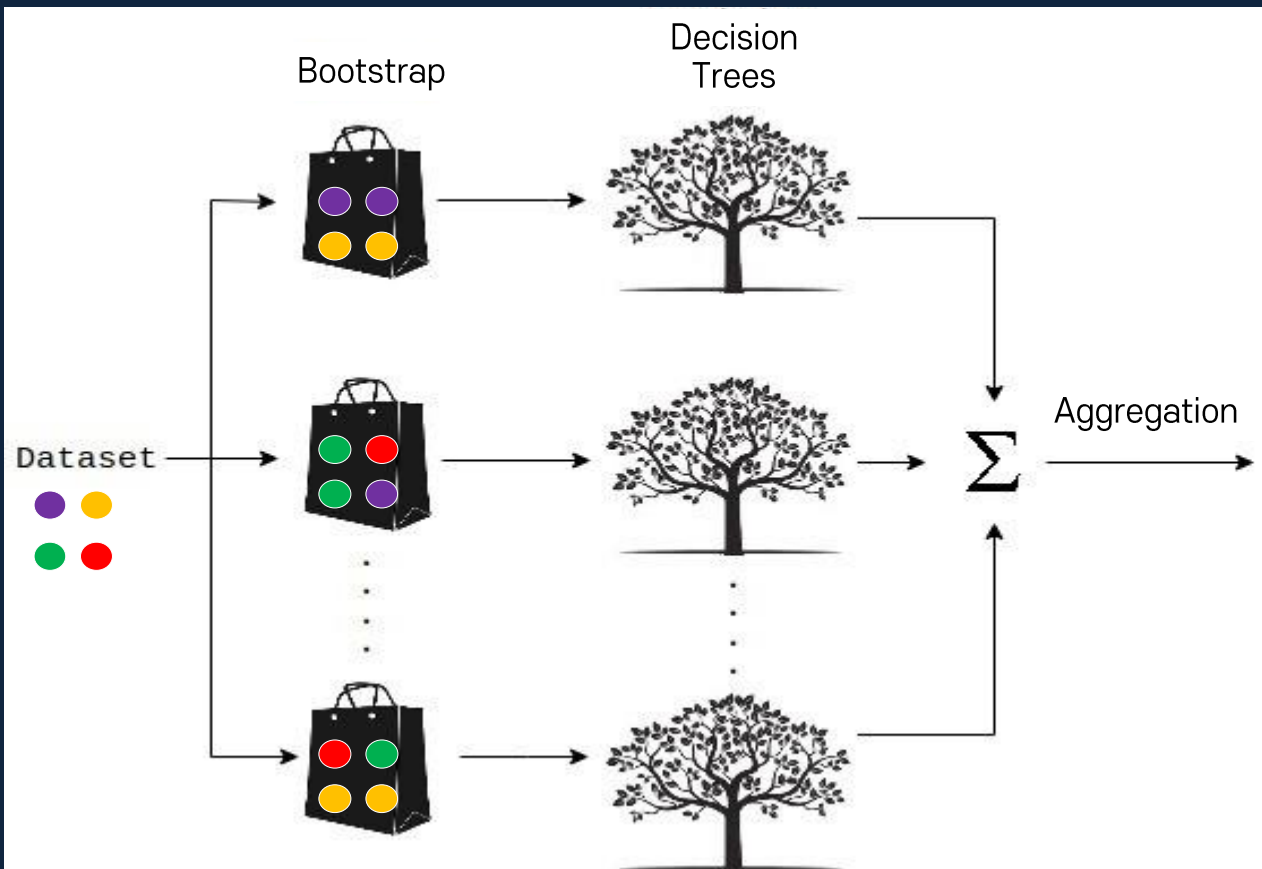 Decision
Trees
Bootstrap
Aggregation
Σ
Dataset